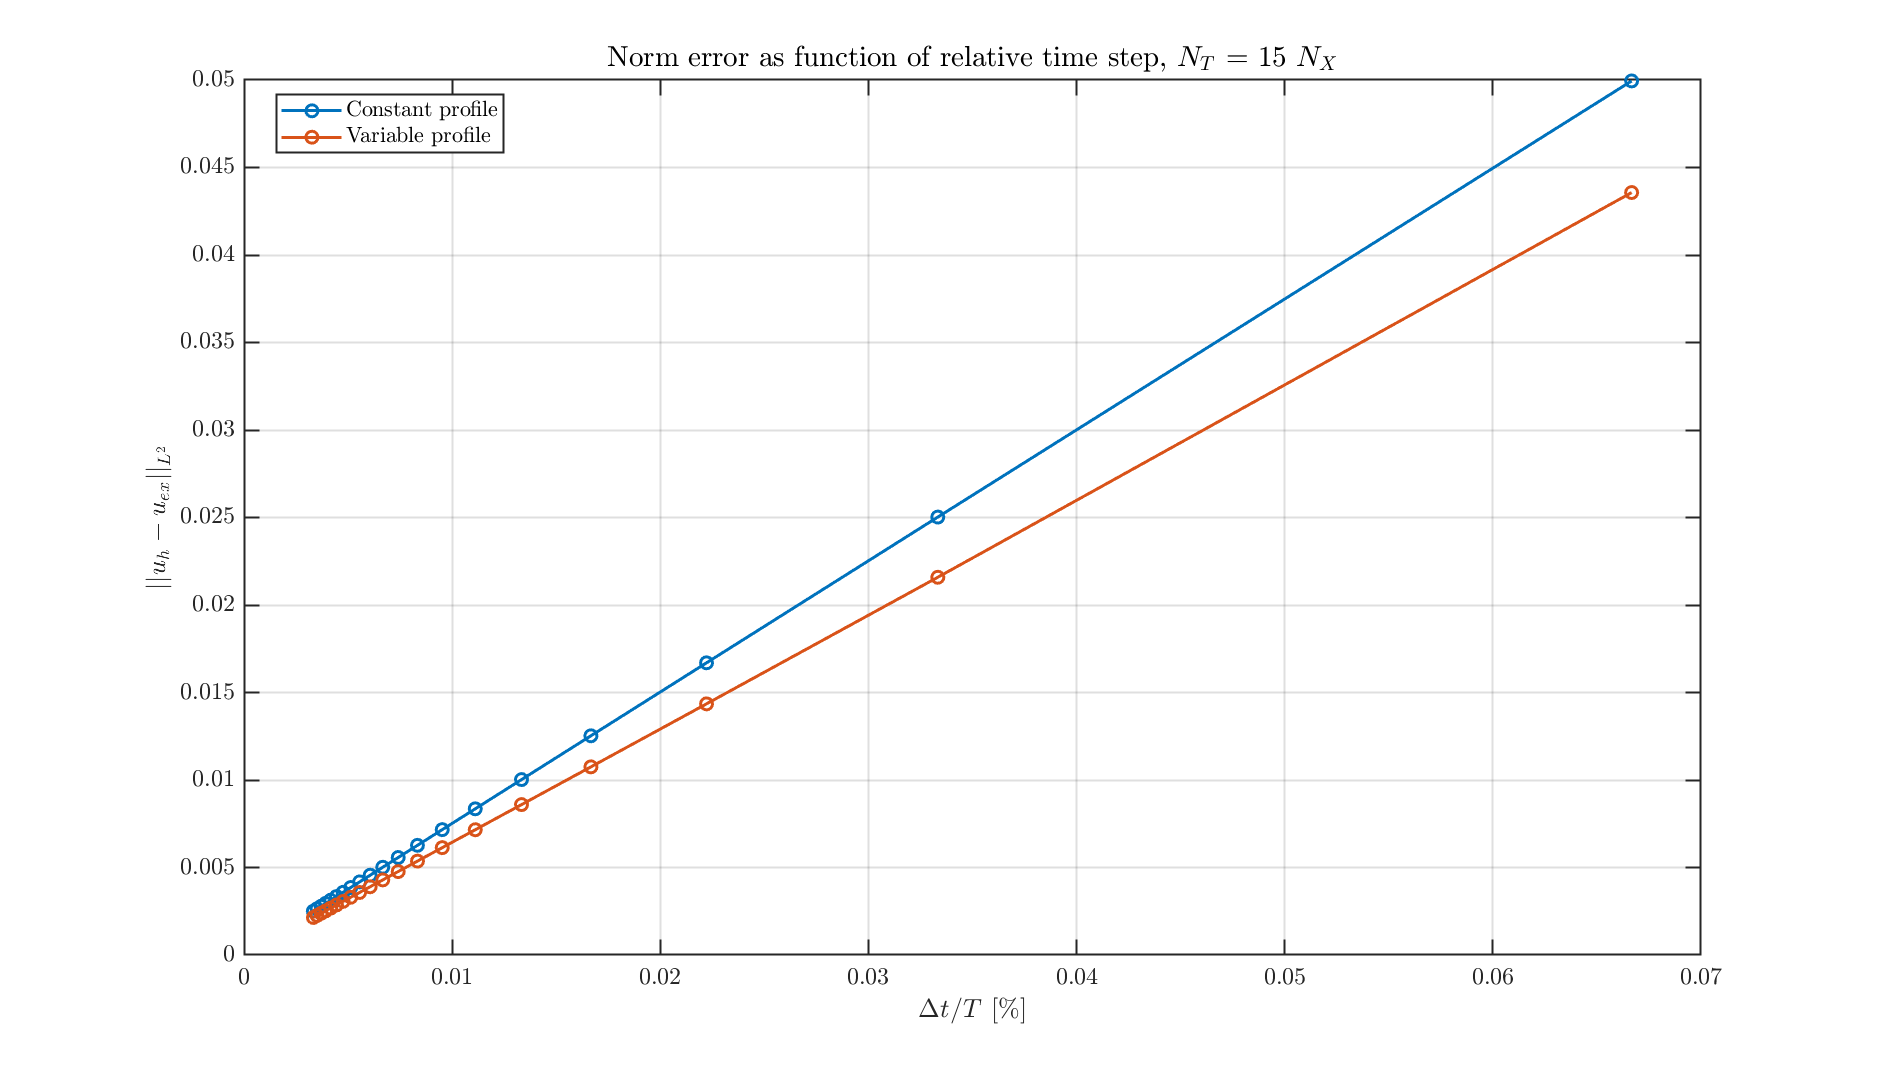 Norm error as function of relative time step, N_T = 15 N_X
Constant profile
Variable profile
0.05
0.045
0.04
0.035
0.03
0.025
0.02
0.015
0.01
0.005
0
||u_h − u_{ex}||_{L^2}
0 0.01 0.02 0.03 0.04 0.05 0.06 0.07
Δt/T [%]